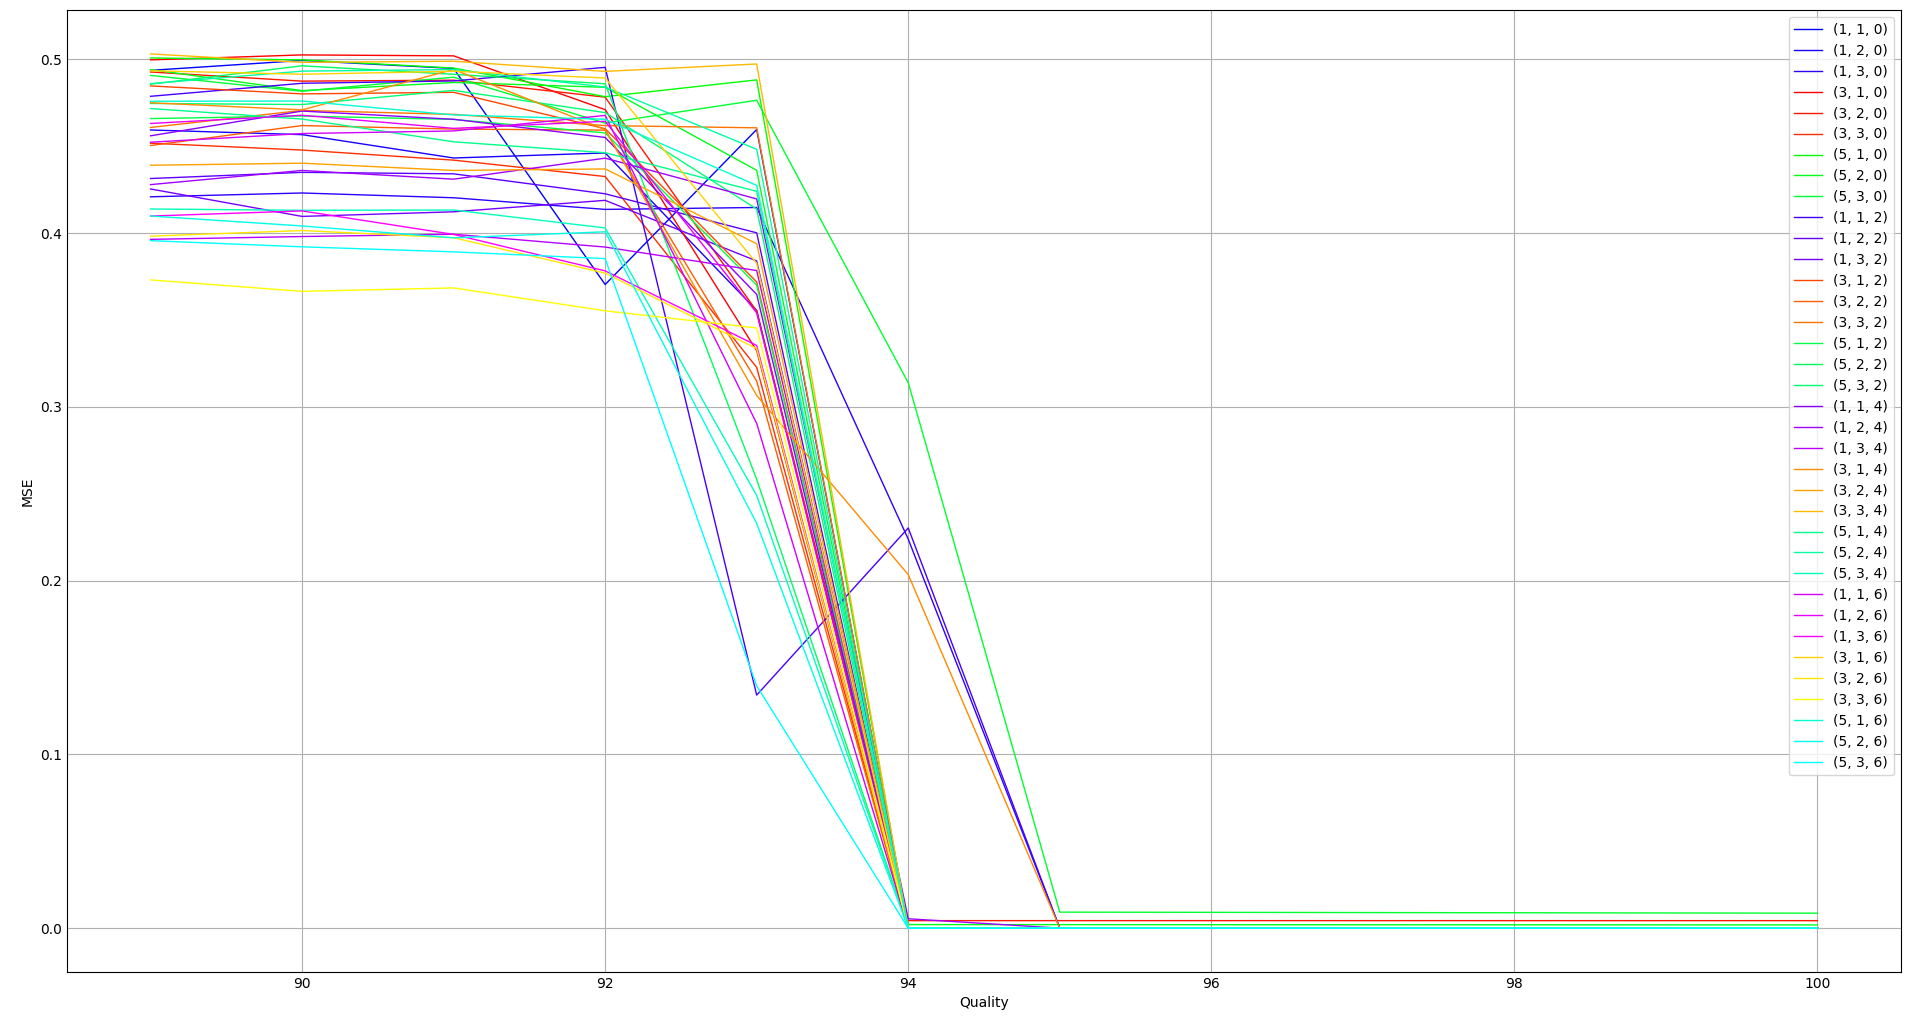 0.5
0.4
0.3
0.2
0.1
0.0
MSE
90 92 94 96 98 100
Quality
(1, 1, 0)
(1, 2, 0)
(1, 3, 0)
(3, 1, 0)
(3, 2, 0)
(3, 3, 0)
(5, 1, 0)
(5, 2, 0)
(5, 3, 0)
(1, 1, 2)
(1, 2, 2)
(1, 3, 2)
(3, 1, 2)
(3, 2, 2)
(3, 3, 2)
(5, 1, 2)
(5, 2, 2)
(5, 3, 2)
(1, 1, 4)
(1, 2, 4)
(1, 3, 4)
(3, 1, 4)
(3, 2, 4)
(3, 3, 4)
(5, 1, 4)
(5, 2, 4)
(5, 3, 4)
(1, 1, 6)
(1, 2, 6)
(1, 3, 6)
(3, 1, 6)
(3, 2, 6)
(3, 3, 6)
(5, 1, 6)
(5, 2, 6)
(5, 3, 6)